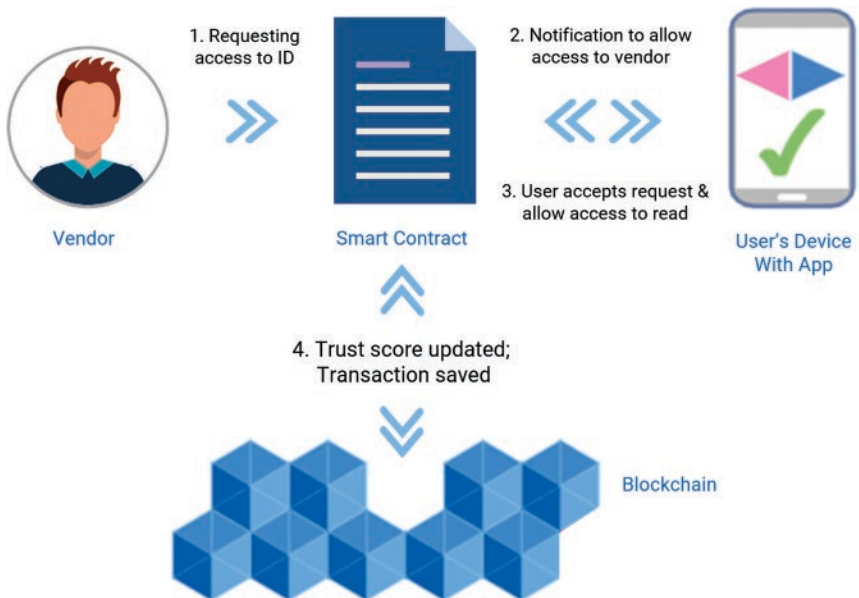 1. Requesting
access to ID
2. Notification to allow
access to vendor
3. User accepts request &
allow access to read
Vendor
Smart Contract
User's Device
With App
4. Trust score updated;
Transaction saved
Blockchain